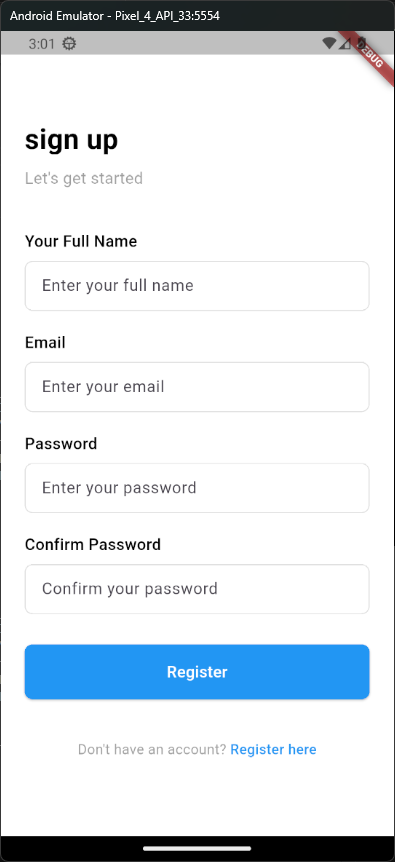 Android Emulator - Pixel_4_API_33:5554
3:01
sign up
Let's get started
Your Full Name
Enter your full name
Email
Enter your email
Password
Enter your password
Confirm Password
Confirm your password
Register
Don't have an account? Register here